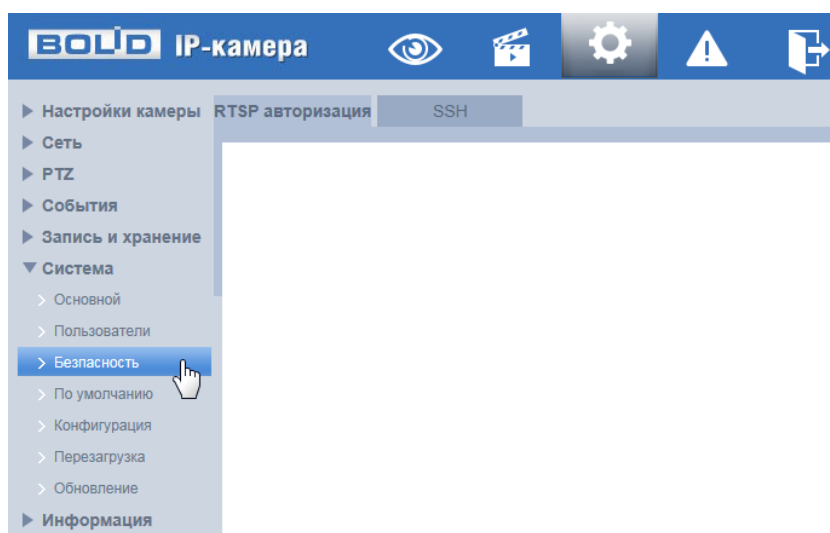 BOLID IP-камера
RTSP авторизация
SSH
Настройки камеры
Сеть
PTZ
События
Запись и хранение
Система
Основной
Пользователи
Безпасность
По умолчанию
Конфигурация
Перезагрузка
Обновление
Информация